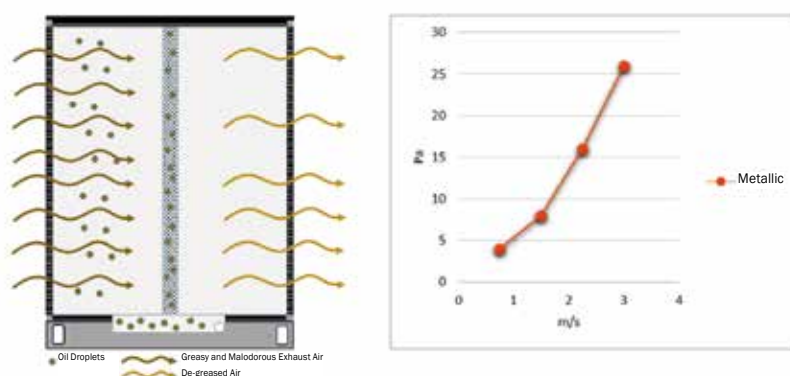 Oil Droplets
Greasy and Malodorous Exhaust Air
De-greased Air
30
25
20
15
10
5
0
Pa
0 1 2 3 4
m/s
Metallic